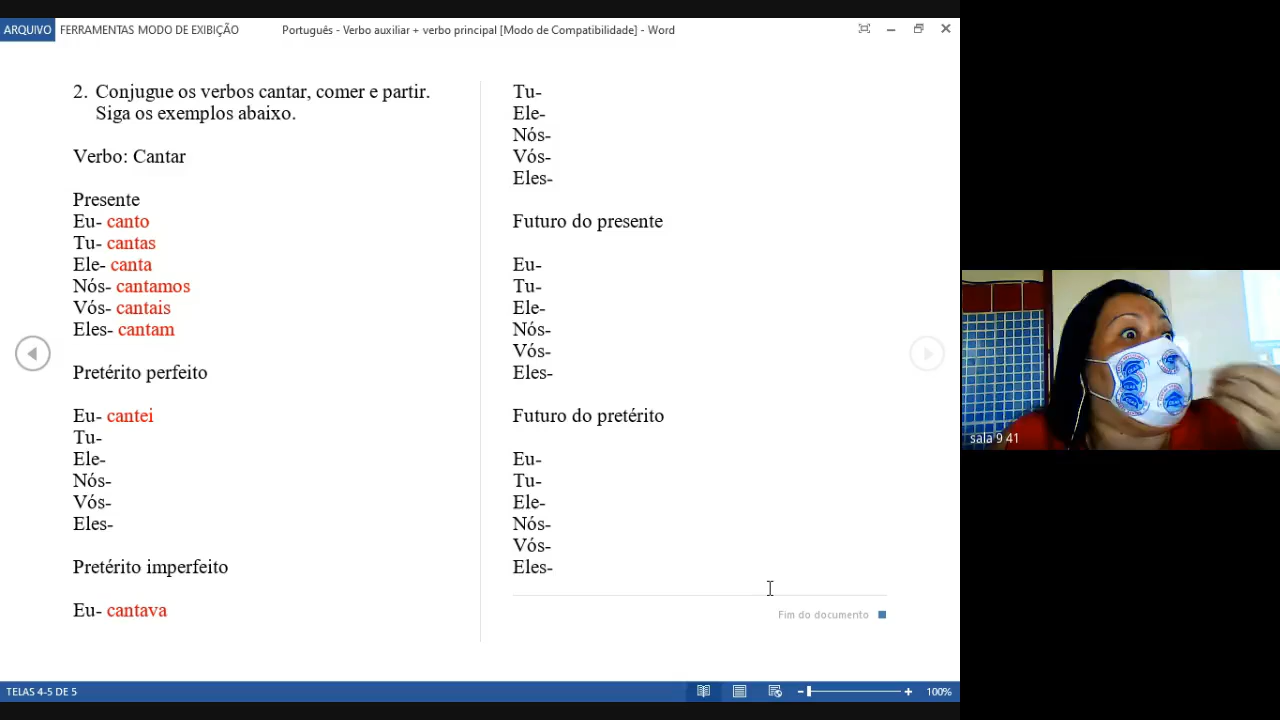 ARQUIVO FERRAMENTAS MODO DE EXIBIÇÃO Português - Verbo auxiliar + verbo principal [Modo de Compatibilidade] - Word
2. Conjugue os verbos cantar, comer e partir.
Siga os exemplos abaixo.
Verbo: Cantar
Presente
Eu- canto
Tu- cantas
Ele- canta
Nós- cantamos
Vós- cantais
Eles- cantam
Pretérito perfeito
Eu- cantei
Tu-
Ele-
Nós-
Vós-
Eles-
Pretérito imperfeito
Eu- cantava
Tu-
Ele-
Nós-
Vós-
Eles-
Futuro do presente
Eu-
Tu-
Ele-
Nós-
Vós-
Eles-
Futuro do pretérito
Eu-
Tu-
Ele-
Nós-
Vós-
Eles-
Fim do documento
sala 9 41
TELAS 4-5 DE 5
100%